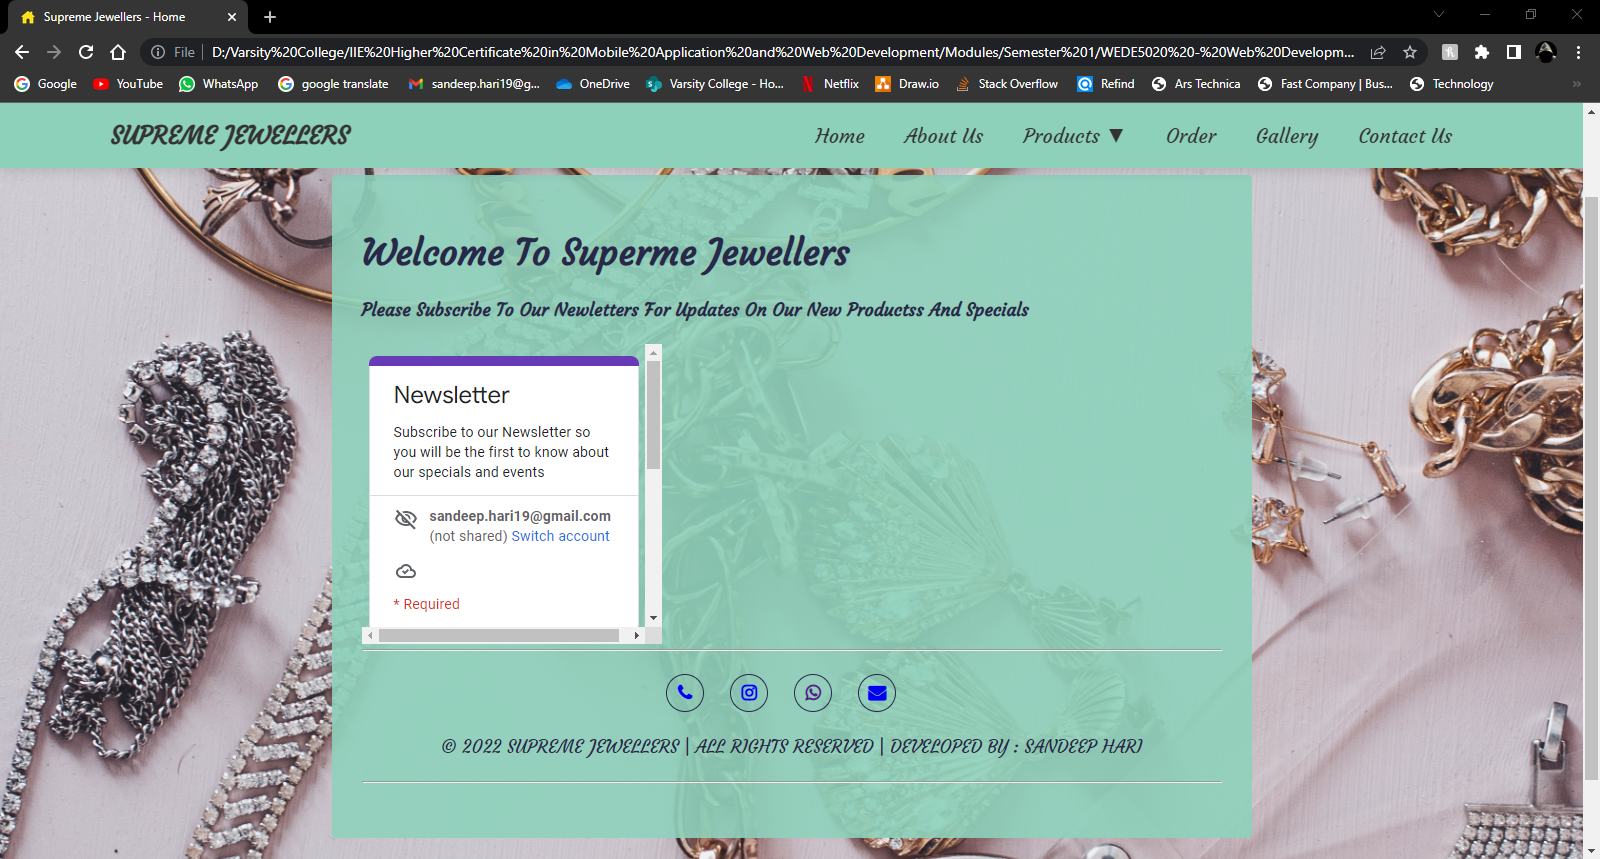 Supreme Jewellers - Home
File
D:/Varsity%20College/IIE%20Higher%20Certificate%20in%20Mobile%20Application%20and%20Web%20Development/Modules/Semester%201/WEDE5020%20-%20Web%20Developm...
Google YouTube WhatsApp google translate sandeep.hari19@g... OneDrive Varsity College - Ho... Netflix Draw.io Stack Overflow Refind Ars Technica Fast Company | Bus... Technology »
SUPREME JEWELLERS Home About Us Products ▼ Order Gallery Contact Us
Welcome To Superme Jewellers
Please Subscribe To Our Newletters For Updates On Our New Productss And Specials
Newsletter
Subscribe to our Newsletter so
you will be the first to know about
our specials and events
sandeep.hari19@gmail.com
(not shared) Switch account
* Required
© 2022 SUPREME JEWELLERS | ALL RIGHTS RESERVED | DEVELOPED BY : SANDEEP HARI